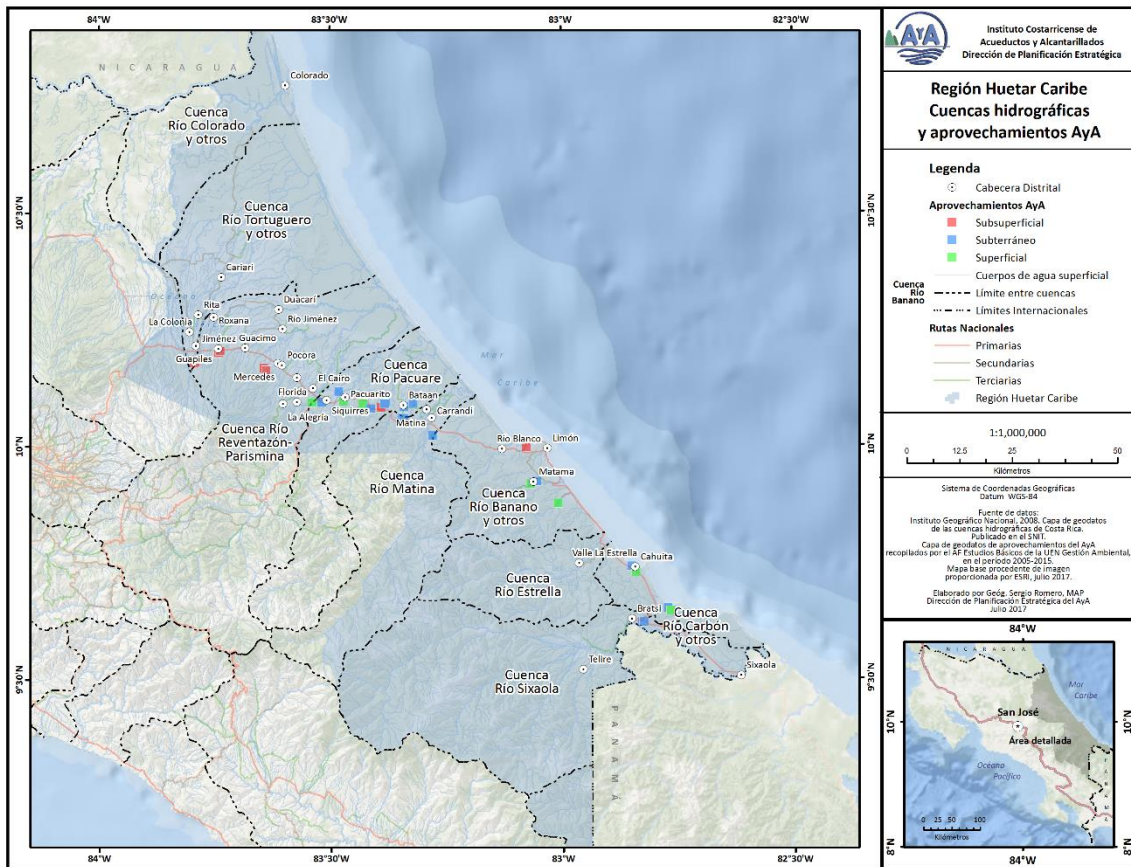 84°W
83°30'W
83°W
82°30'W
NICARAGUA
Colorado
Cuenca
Río Colorado
y otros
10°30'N
10°30'N
Cuenca
Río Tortuguero
y otros
Cariari
Océano
Rita
Duacarí
La Colonia
Roxana
Río Jiménez
Jiménez
Guacimo
Guapiles
Pocora
Mercedes
Mar
Caribe
Cuenca
Río Pacuare
El Cairo
Florida
Pacuarito
Bataan
La Alegría
Siquirres
Carrandi
Matina
Cuenca Río
Reventazón-
Parismina
10°N
10°N
Río Blanco
Limón
Cuenca
Río Matina
Matama
Cuenca
Río Banano
y otros
Valle La Estrella
Cahuita
Cuenca
Río Estrella
Bratsi
Cuenca
Río Carbón
y otros
Telire
Sixaola
Cuenca
Río Sixaola
9°30'N
9°30'N
PANAMÁ
84°W
83°30'W
83°W
82°30'W
AyA
Instituto Costarricense de
Acueductos y Alcantarillados
Dirección de Planificación Estratégica
Región Huetar Caribe
Cuencas hidrográficas
y aprovechamientos AyA
Legenda
Cabecera Distrital
Aprovechamientos AyA
Subsuperficial
Subterráneo
Superficial
Cuerpos de agua superficial
Cuenca
Río
Banano
Límite entre cuencas
Límites Internacionales
Rutas Nacionales
Primarias
Secundarias
Terciarias
Región Huetar Caribe
1:1,000,000
0 12.5 25 50
Kilómetros
Sistema de Coordenadas Geográficas
Datum WGS-84
Fuente de datos:
Instituto Geográfico Nacional, 2008. Capa de geodatos
de las cuencas hidrográficas de Costa Rica.
Publicado en el SNIT.
Capa de geodatos de aprovechamientos del AyA
recopilados por el AF Estudios Básicos de la UEN Gestión Ambiental,
en el periodo 2005-2015.
Mapa base procedente de imagen
proporcionada por ESRI, julio 2017.
Elaborado por Geóg. Sergio Romero, MAP
Dirección de Planificación Estratégica del AyA
Julio 2017
84°W
NICARAGUA
Mar
Caribe
San José
10°N
10°N
Área detallada
Océano
Pacífico
0 20 40 60 80 100
Kilómetros
8°N
8°N
84°W